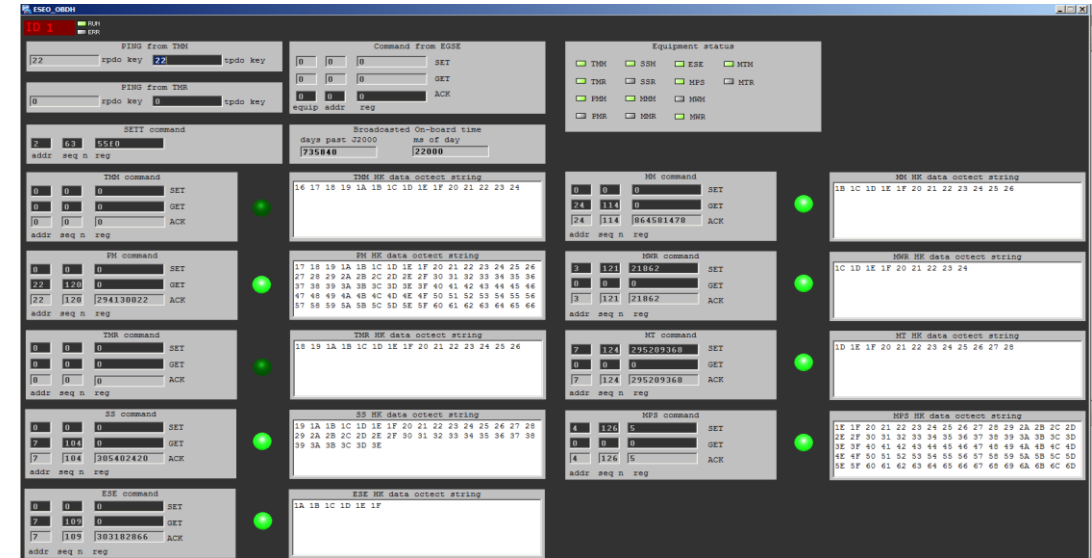 ESEO_OBDH
ID 1 RUN
ERR
PING from TMM
22 rpdo key 22 tpdo key
PING from TMR
0 rpdo key 0 tpdo key
SETT command
2 63 55f0
addr seq n reg
Command from EGSE
0 0 0 SET
0 0 0 GET
0 0 0 ACK
equip addr reg
Broadcasted On-board time
days past J2000 ms of day
735840 22000
Equipment status
TMM SSM ESE MTM
TMR SSR MPS MTR
PMM MMM MWM
PMR MMR MWR
TMM command
0 0 0 SET
0 0 0 GET
0 0 0 ACK
addr seq n reg
TMM HK data octect string
16 17 18 19 1A 1B 1C 1D 1E 1F 20 21 22 23 24
MM command
0 0 0 SET
24 114 0 GET
24 114 864581478 ACK
addr seq n reg
MM HK data octect string
1B 1C 1D 1E 1F 20 21 22 23 24 25 26
PM command
0 0 0 SET
22 120 0 GET
22 120 294130022 ACK
addr seq n reg
PM HK data octect string
17 18 19 1A 1B 1C 1D 1E 1F 20 21 22 23 24 25 26
27 28 29 2A 2B 2C 2D 2E 2F 30 31 32 33 34 35 36
37 38 39 3A 3B 3C 3D 3E 3F 40 41 42 43 44 45 46
47 48 49 4A 4B 4C 4D 4E 4F 50 51 52 53 54 55 56
57 58 59 5A 5B 5C 5D 5E 5F 60 61 62 63 64 65 66
MWR command
3 121 21862 SET
0 0 0 GET
3 121 21862 ACK
addr seq n reg
MWR HK data octect string
1C 1D 1E 1F 20 21 22 23 24
TMR command
0 0 0 SET
0 0 0 GET
0 0 0 ACK
addr seq n reg
TMR HK data octect string
18 19 1A 1B 1C 1D 1E 1F 20 21 22 23 24 25 26
MT command
7 124 295209368 SET
0 0 0 GET
7 124 295209368 ACK
addr seq n reg
MT HK data octect string
1D 1E 1F 20 21 22 23 24 25 26 27 28
SS command
0 0 0 SET
7 104 0 GET
7 104 305402420 ACK
addr seq n reg
SS HK data octect string
19 1A 1B 1C 1D 1E 1F 20 21 22 23 24 25 26 27 28
29 2A 2B 2C 2D 2E 2F 30 31 32 33 34 35 36 37 38
39 3A 3B 3C 3D 3E
MPS command
4 126 5 SET
0 0 0 GET
4 126 5 ACK
addr seq n reg
MPS HK data octect string
1E 1F 20 21 22 23 24 25 26 27 28 29 2A 2B 2C 2D
2E 2F 30 31 32 33 34 35 36 37 38 39 3A 3B 3C 3D
3E 3F 40 41 42 43 44 45 46 47 48 49 4A 4B 4C 4D
4E 4F 50 51 52 53 54 55 56 57 58 59 5A 5B 5C 5D
5E 5F 60 61 62 63 64 65 66 67 68 69 6A 6B 6C 6D
ESE command
0 0 0 SET
7 109 0 GET
7 109 303182866 ACK
addr seq n reg
ESE HK data octect string
1A 1B 1C 1D 1E 1F